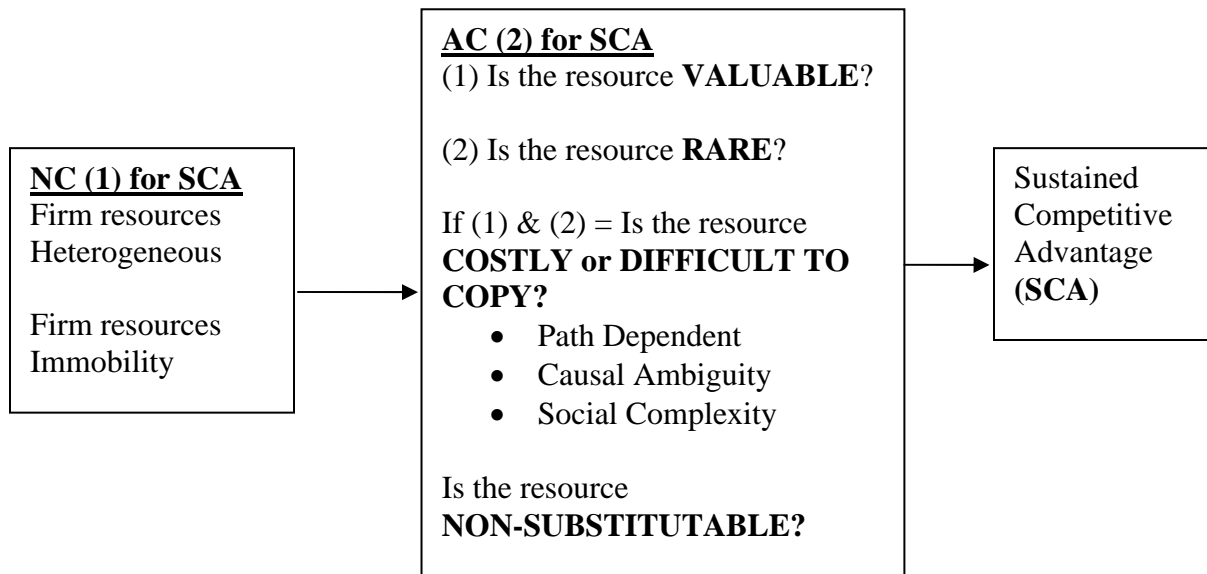 NC (1) for SCA
Firm resources
Heterogeneous
Firm resources
Immobility
AC (2) for SCA
(1) Is the resource VALUABLE?
(2) Is the resource RARE?
If (1) & (2) = Is the resource
COSTLY or DIFFICULT TO
COPY?
• Path Dependent
• Causal Ambiguity
• Social Complexity
Is the resource
NON-SUBSTITUTABLE?
Sustained
Competitive
Advantage
(SCA)